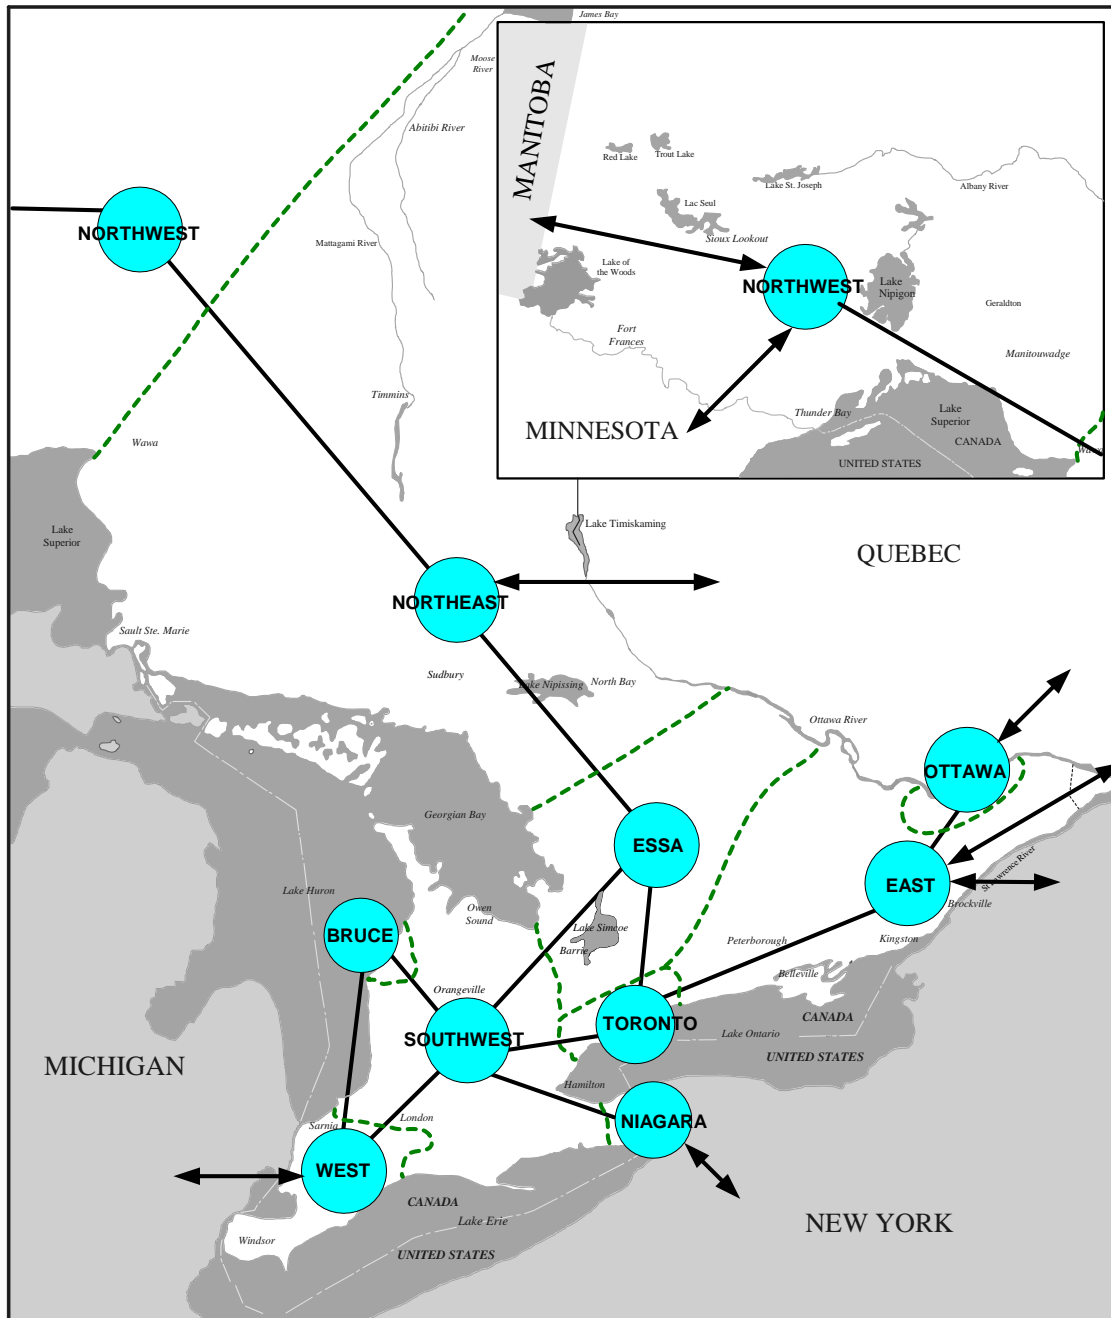 James Bay
Moose
River
Abitibi River
MANITOBA
Red Lake
Trout Lake
Lake St. Joseph
Albany River
Lac Seul
Sioux Lookout
NORTHWEST
Mattagami River
Lake of
the Woods
NORTHWEST
Lake
Nipigon
Geraldton
Fort
Frances
Manitouwadge
Timmins
Thunder Bay
Lake
Superior
MINNESOTA
CANADA
UNITED STATES
Wawa
Lake
Superior
Lake Timiskaming
QUEBEC
NORTHEAST
Sault Ste. Marie
Sudbury
Lake Nipissing
North Bay
Ottawa River
OTTAWA
Georgian Bay
ESSA
St Lawrence River
EAST
Lake Huron
Owen
Sound
Brockville
BRUCE
Lake Simcoe
Barrie
Peterborough
Kingston
Belleville
Orangeville
CANADA
TORONTO
SOUTHWEST
Lake Ontario
UNITED STATES
MICHIGAN
Hamilton
London
Sarnia
NIAGARA
WEST
CANADA
Lake Erie
NEW YORK
Windsor
UNITED STATES